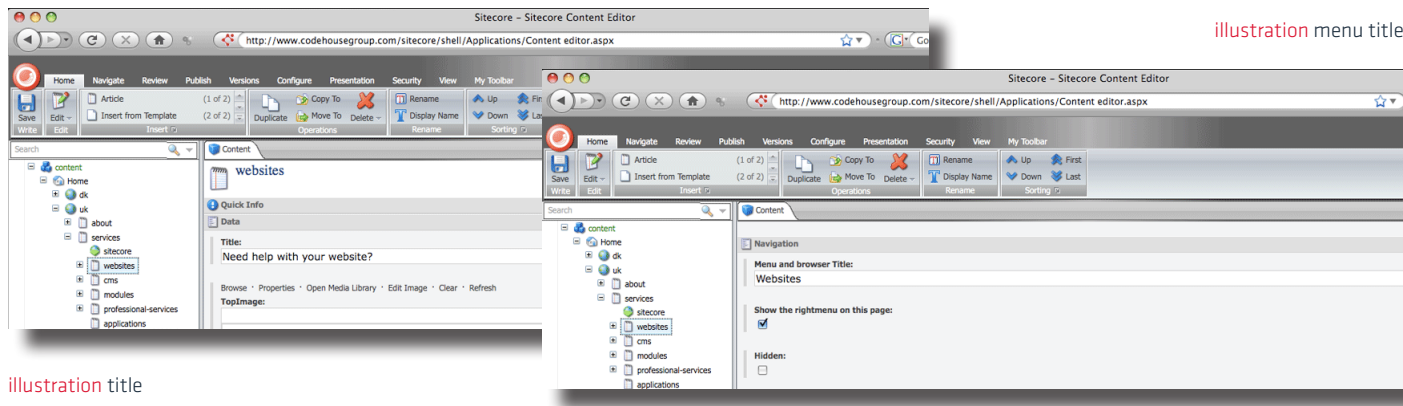 Sitecore – Sitecore Content Editor
http://www.codehousegroup.com/sitecore/shell/Applications/Content editor.aspx
G
Go
Home Navigate Review Publish Versions Configure Presentation Security View My Toolbar
Article (1 of 2) Copy To Rename Up
Save Edit Insert from Template (2 of 2) Duplicate Move To Delete Display Name Down
Write Edit Insert Operations Rename Sorting
Search
Content
content
Home
dk
uk
about
services
sitecore
websites
cms
modules
professional-services
applications
websites
Quick Info
Data
Title:
Need help with your website?
Browse · Properties · Open Media Library · Edit Image · Clear · Refresh
TopImage:
illustration title
illustration menu title
Sitecore – Sitecore Content Editor
http://www.codehousegroup.com/sitecore/shell/Applications/Content editor.aspx
Home Navigate Review Publish Versions Configure Presentation Security View My Toolbar
Article (1 of 2) Copy To Rename Up First
Save Edit Insert from Template (2 of 2) Duplicate Move To Delete Display Name Down Last
Write Edit Insert Operations Rename Sorting
Search
Content
content
Home
dk
uk
about
services
sitecore
websites
cms
modules
professional-services
applications
Navigation
Menu and browser Title:
Websites
Show the rightmenu on this page:
Hidden: